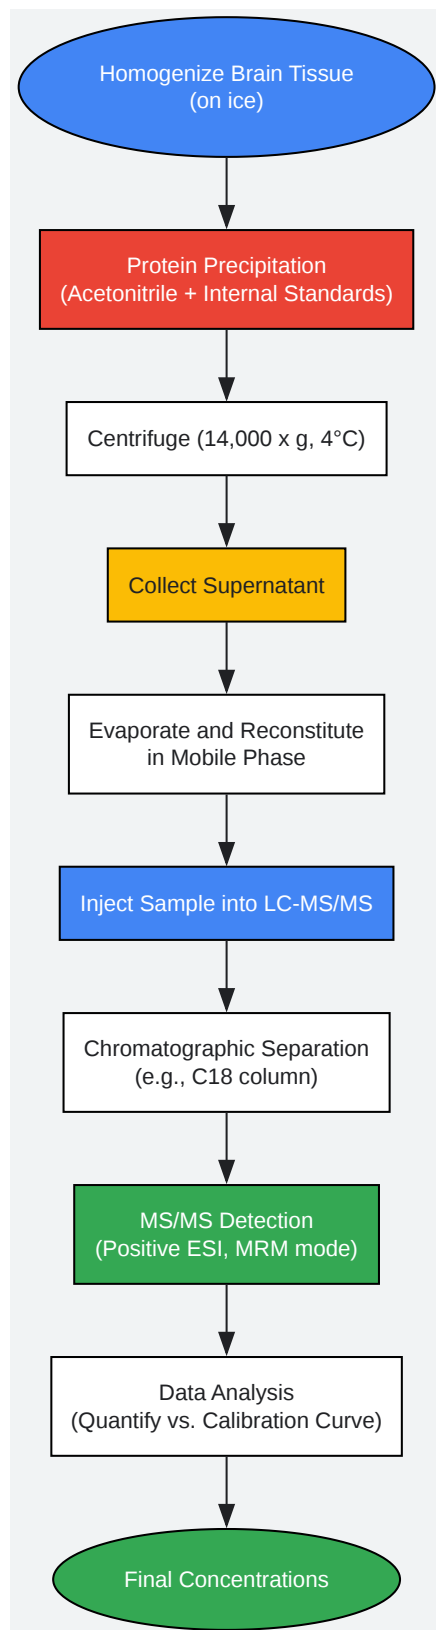 Homogenize Brain Tissue
(on ice)
Protein Precipitation
(Acetonitrile + Internal Standards)
Centrifuge (14,000 x g, 4°C)
Collect Supernatant
Evaporate and Reconstitute
in Mobile Phase
Inject Sample into LC-MS/MS
Chromatographic Separation
(e.g., C18 column)
MS/MS Detection
(Positive ESI, MRM mode)
Data Analysis
(Quantify vs. Calibration Curve)
Final Concentrations